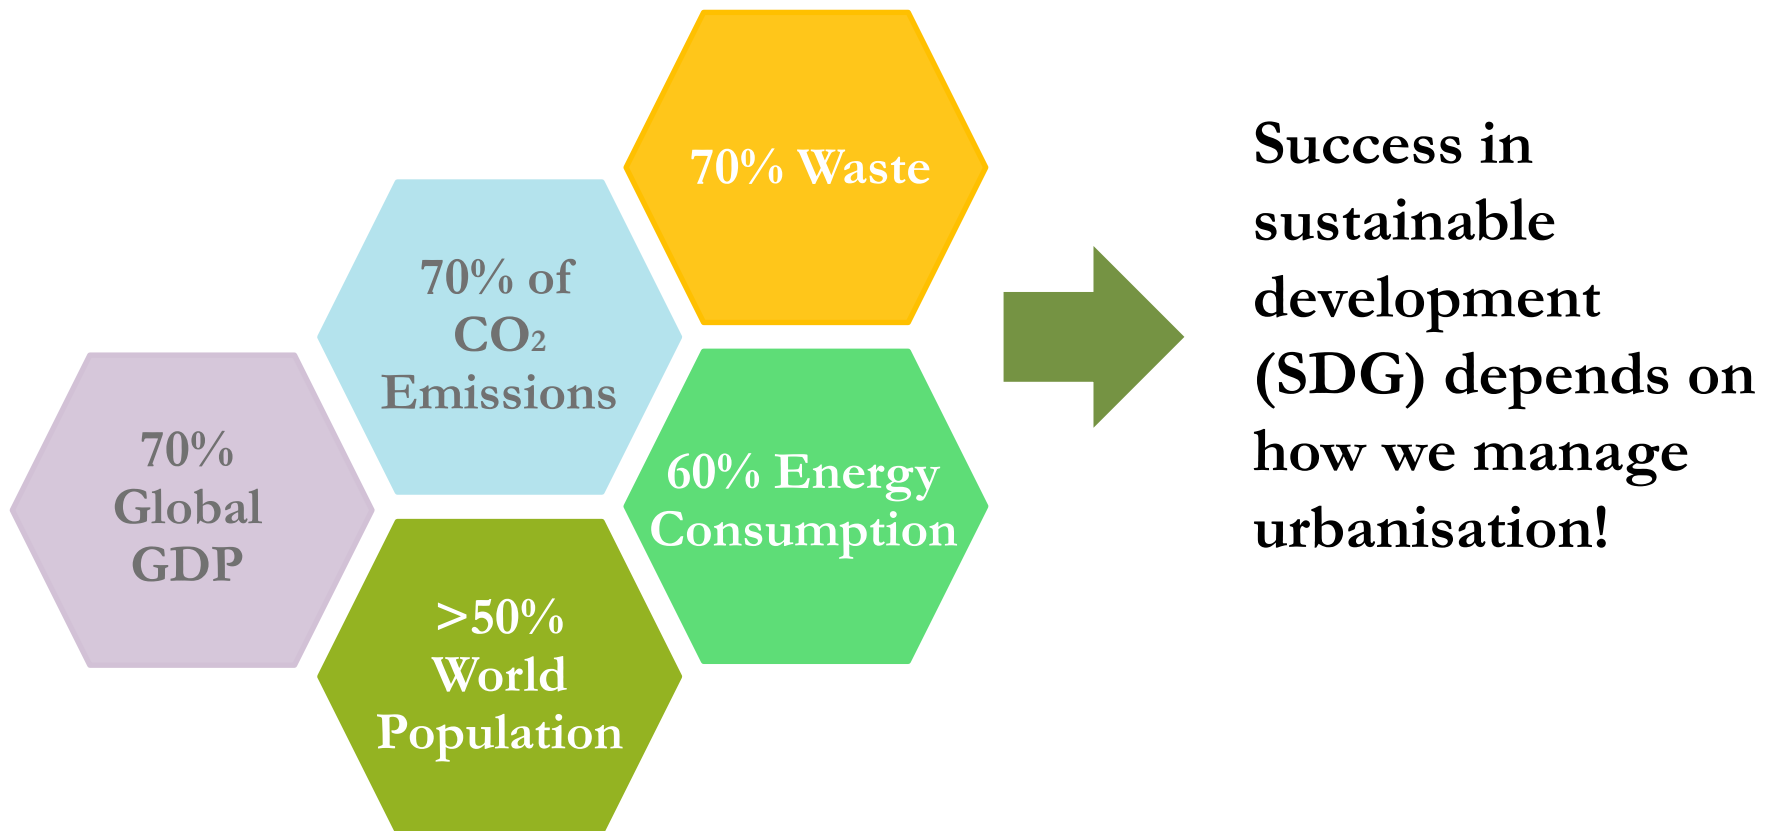 70% Waste
70% of
CO₂
Emissions
70%
Global
GDP
60% Energy
Consumption
>50%
World
Population
Success in
sustainable
development
(SDG) depends on
how we manage
urbanisation!